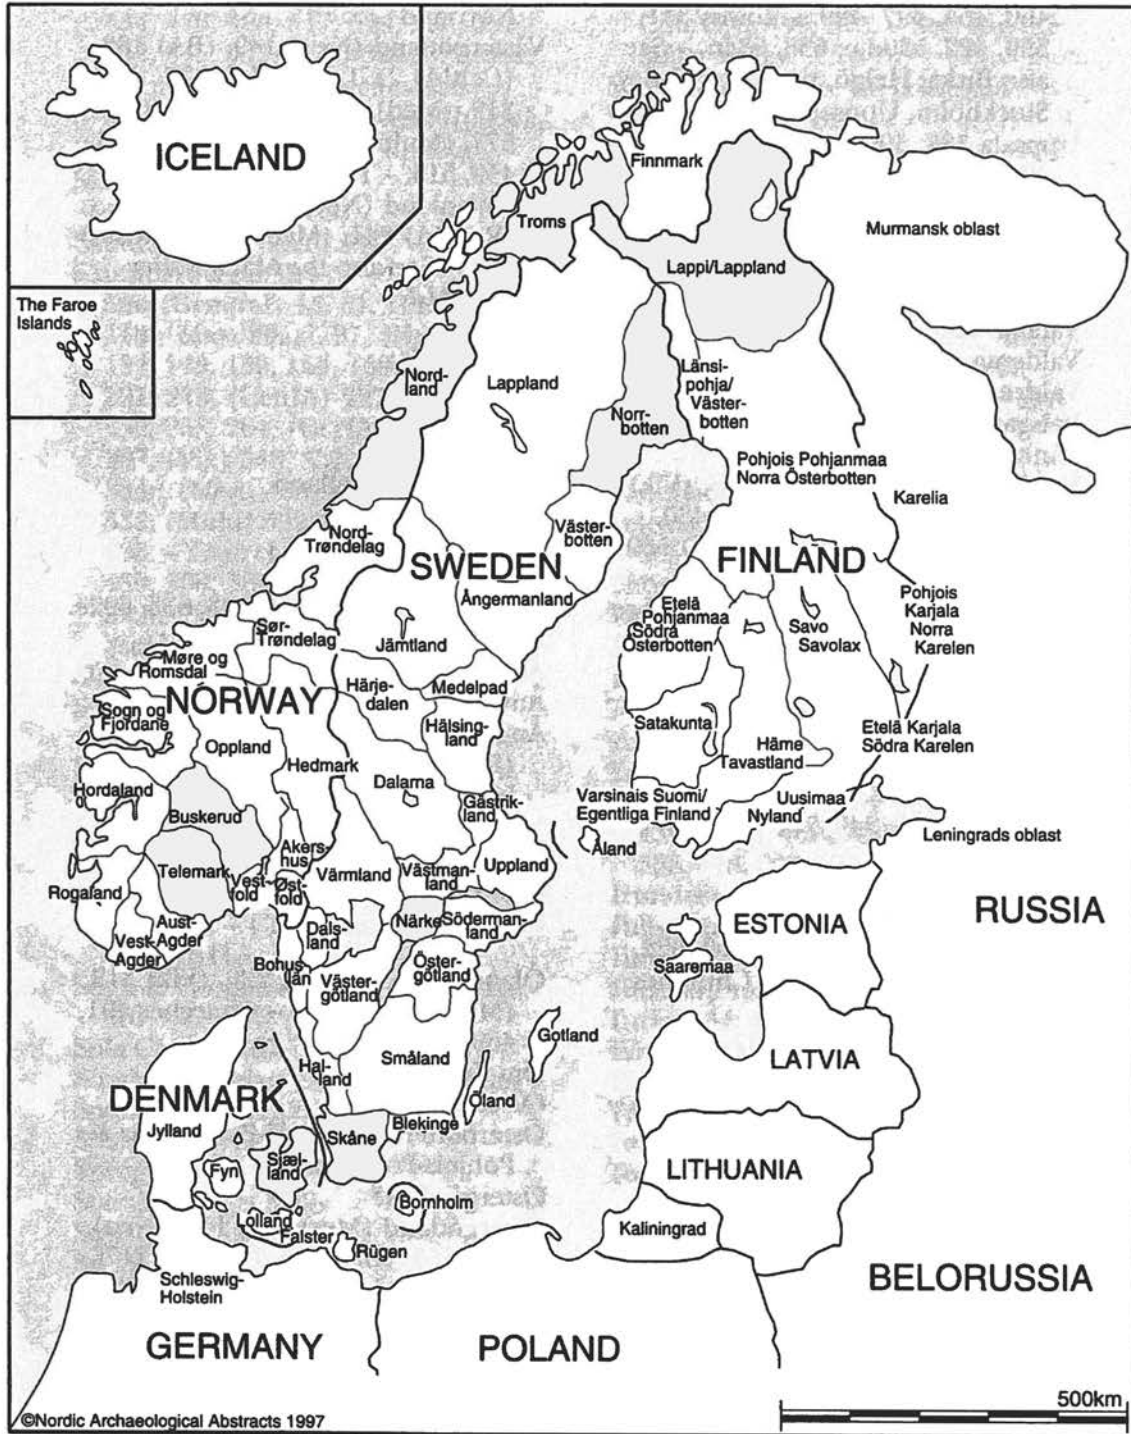 ICELAND
The Faroe
Islands
Finnmark
Troms
Murmansk oblast
Lappi/Lappland
Nord-
land
Lappland
Länsi-
pohja/
Väster-
botten
Norr-
botten
Pohjois Pohjanmaa
Norra Österbotten
Karelia
Nord-
Trøndelag
Väster-
botten
SWEDEN
FINLAND
Ångermanland
Etelä
Pohjanmaa
Södra
Österbotten
Pohjois
Karjala
Norra
Karelen
Savo
Savolax
Sør-
Trøndelag
Jämtland
Møre og
Romsdal
NORWAY
Härje-
dalen
Medelpad
Sogn og
Fjordane
Hälsing-
land
Satakunta
Etelä Karjala
Södra Karelen
Oppland
Hedmark
Häme
Tavastland
Dalarna
Hordaland
Buskerud
Gästrik-
land
Varsinais Suomi/
Egentliga Finland
Uusimaa
Nyland
Leningrads oblast
Akers-
hus
Åland
Telemark
Värmland
Västman-
land
Uppland
Rogaland
Vest-
fold
Øst-
fold
Närke
Söderman-
land
ESTONIA
RUSSIA
Aust-
Agder
Vest-
Agder
Dals-
land
Bohus-
län
Väster-
götland
Öster-
götland
Saaremaa
Gotland
Småland
LATVIA
Hal-
land
DENMARK
Öland
Jylland
Blekinge
Skåne
Sjæl-
land
Fyn
LITHUANIA
Bornholm
Lolland
Falster
Kaliningrad
Rügen
Schleswig-
Holstein
BELORUSSIA
GERMANY
POLAND
500km
©Nordic Archaeological Abstracts 1997